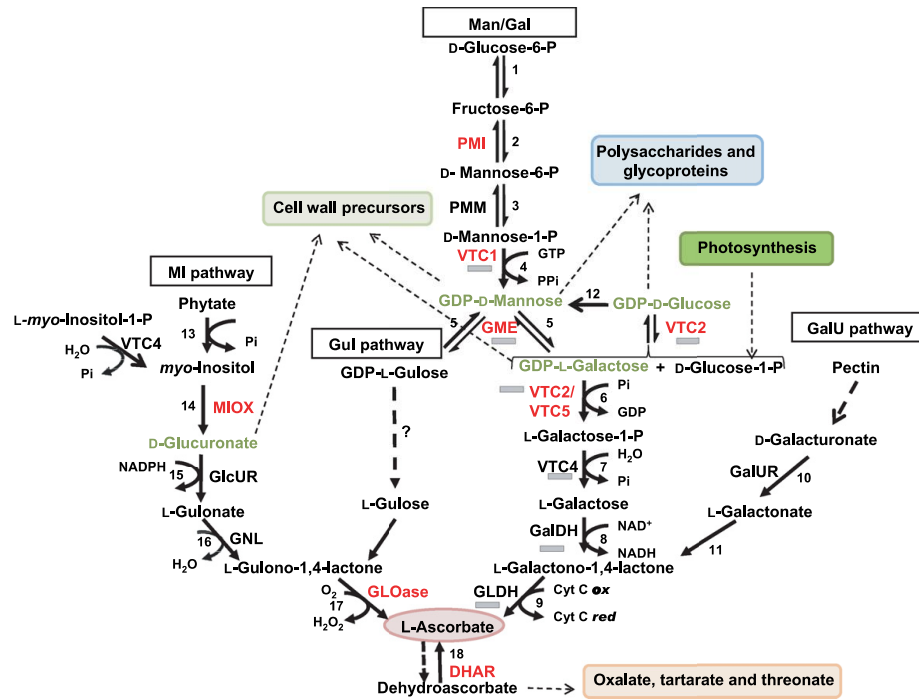 Man/Gal
D-Glucose-6-P
1
Fructose-6-P
PMI
2
D- Mannose-6-P
PMM
3
D-Mannose-1-P
VTC1
4
GTP
PPi
Polysaccharides and
glycoproteins
Cell wall precursors
Photosynthesis
GDP-D-Mannose
12
GDP-D-Glucose
5
GME
5
VTC2
MI pathway
Phytate
L-myo-Inositol-1-P
13
Pi
VTC4
H2O
Pi
myo-Inositol
14
MIOX
D-Glucuronate
NADPH
15
GlcUR
L-Gulonate
16
GNL
H2O
Gul pathway
GDP-L-Gulose
?
L-Gulose
L-Gulono-1,4-lactone
O2
17
H2O2
GLOase
GDP-L-Galactose + D-Glucose-1-P
VTC2/
VTC5
Pi
6
GDP
L-Galactose-1-P
VTC4
H2O
7
Pi
L-Galactose
GalDH
NAD+
8
NADH
L-Galactono-1,4-lactone
GLDH
Cyt C ox
9
Cyt C red
GalU pathway
Pectin
D-Galacturonate
GalUR
10
L-Galactonate
11
L-Ascorbate
18
DHAR
Dehydroascorbate
Oxalate, tartarate and threonate